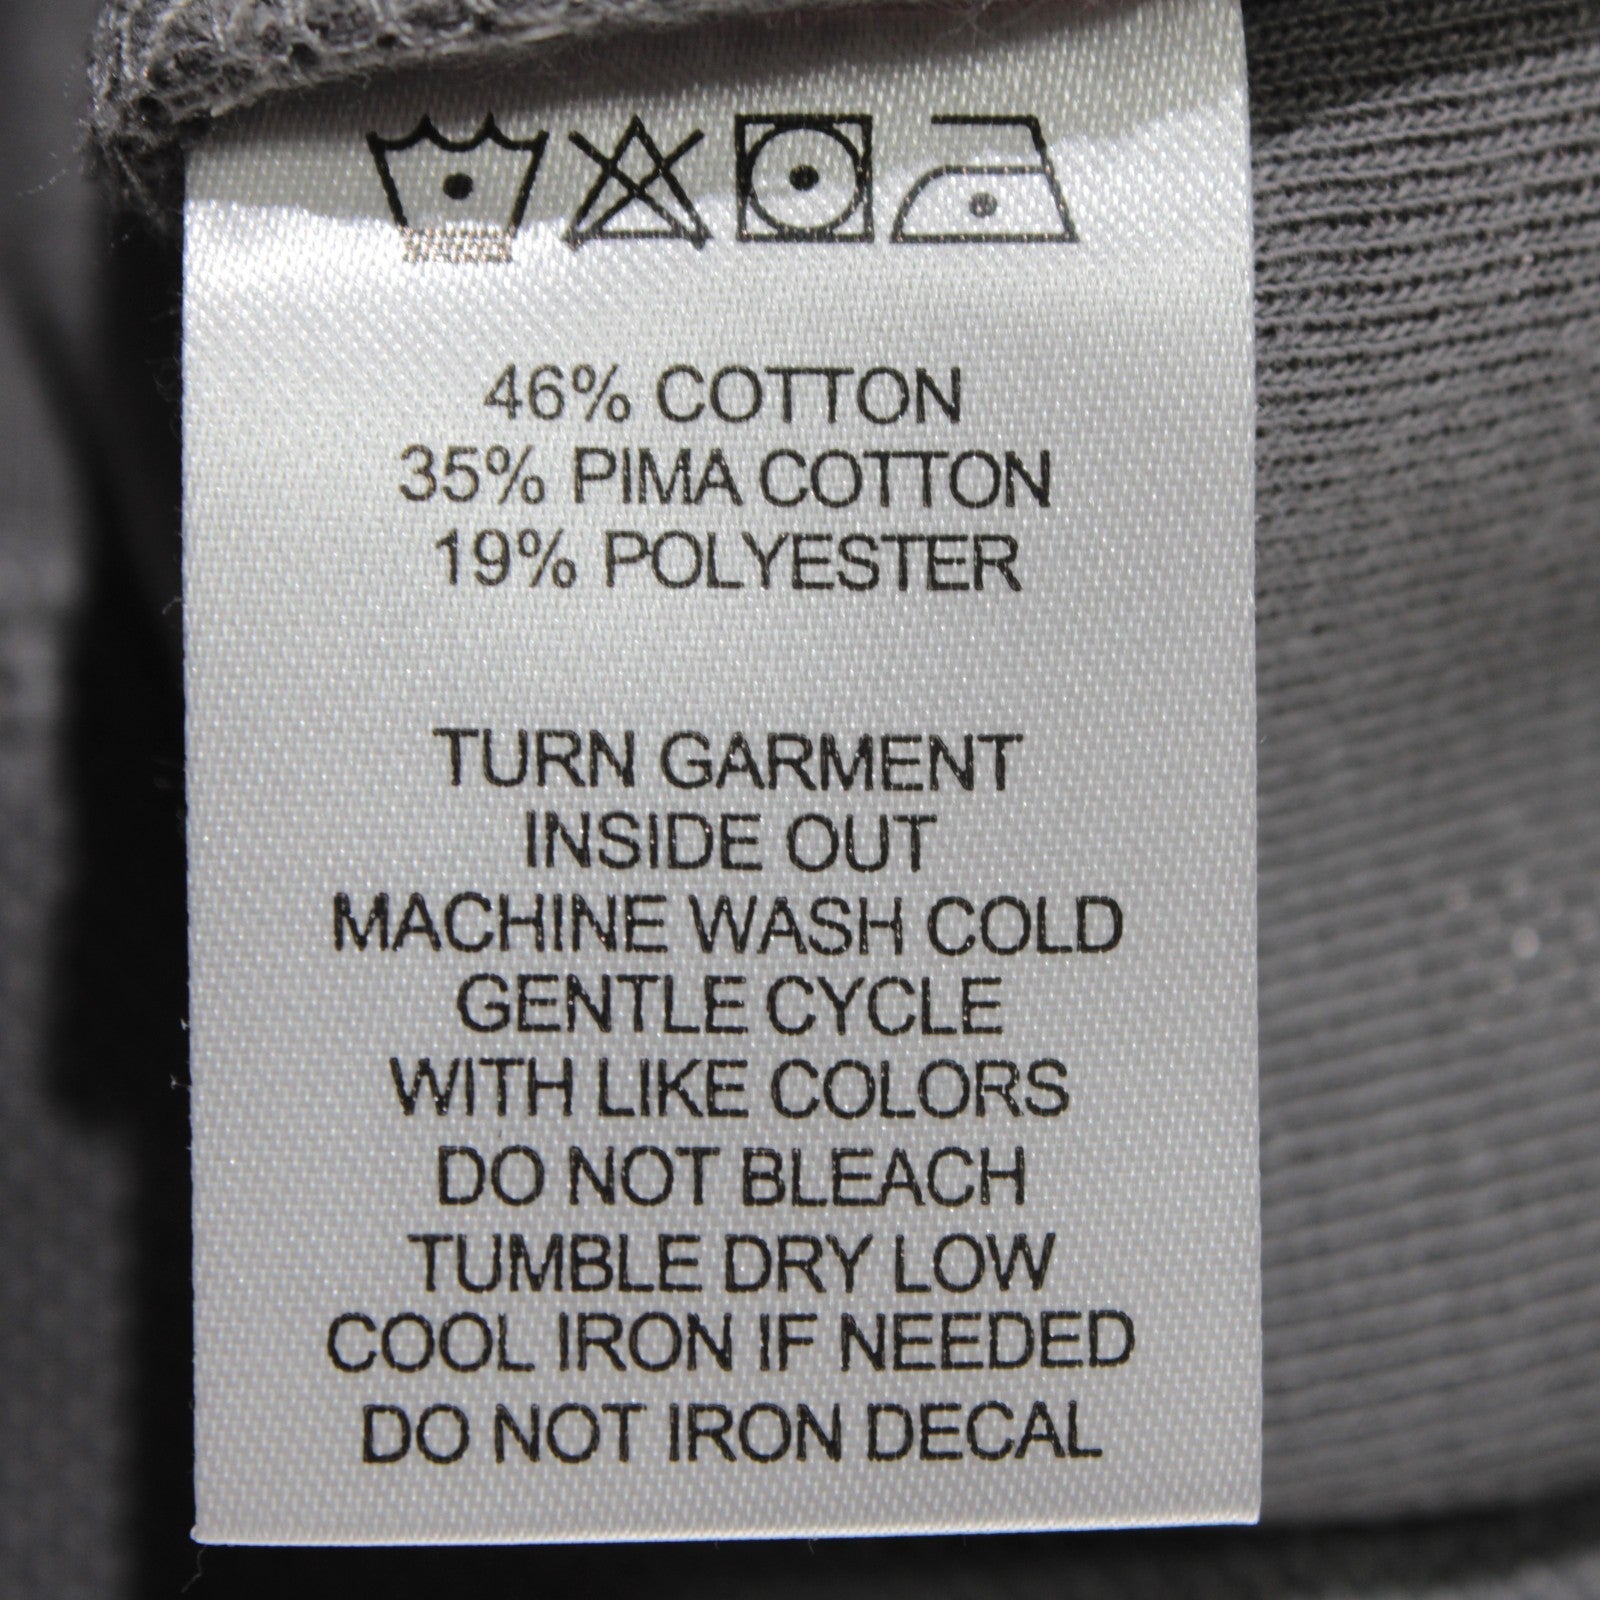 46% COTTON
35% PIMA COTTON
19% POLYESTER
TURN GARMENT
INSIDE OUT
MACHINE WASH COLD
GENTLE CYCLE
WITH LIKE COLORS
DO NOT BLEACH
TUMBLE DRY LOW
COOL IRON IF NEEDED
DO NOT IRON DECAL